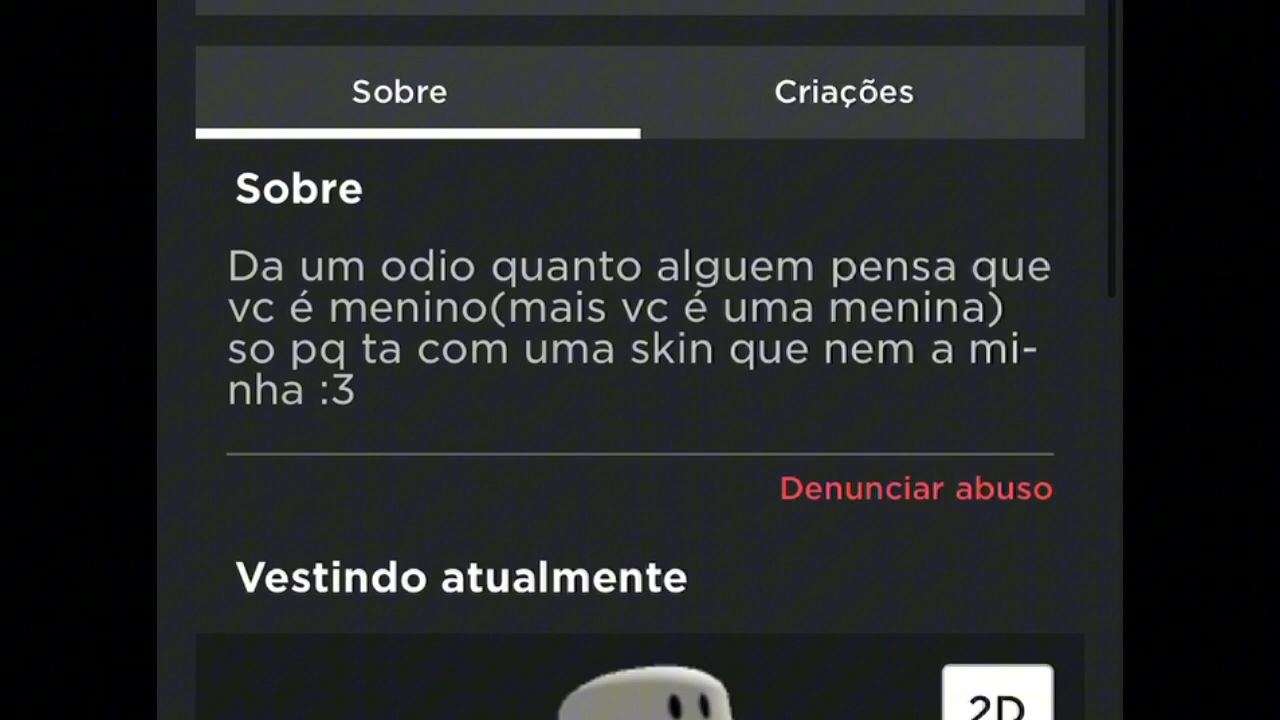 Sobre
Criações
Sobre
Da um odio quanto alguem pensa que
vc é menino(mais vc é uma menina)
so pq ta com uma skin que nem a mi-
nha :3
Denunciar abuso
Vestindo atualmente
2D